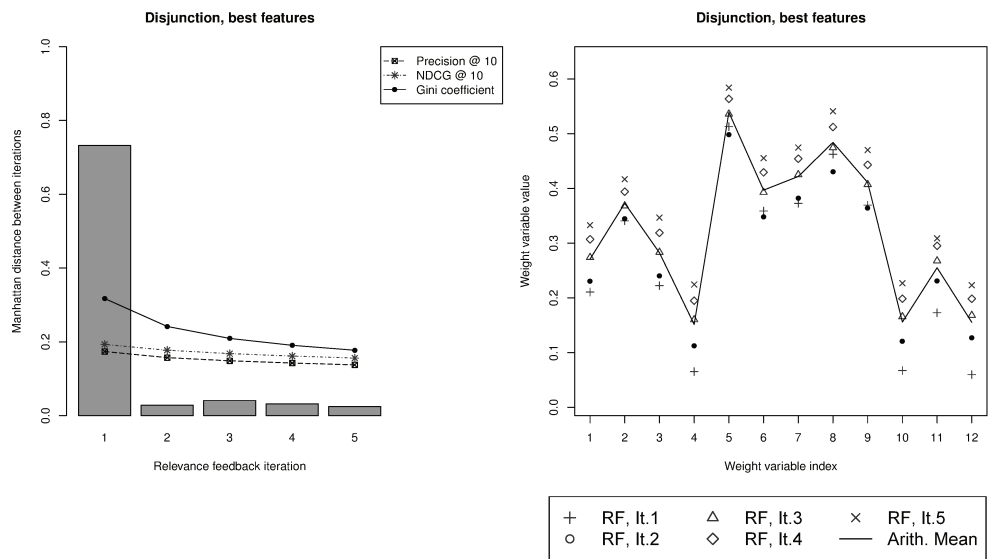 Disjunction, best features
Manhattan distance between iterations
0.0
0.2
0.4
0.6
0.8
1.0
Precision @ 10
NDCG @ 10
Gini coefficient
1 2 3 4 5
Relevance feedback iteration
Disjunction, best features
Weight variable value
0.0
0.1
0.2
0.3
0.4
0.5
0.6
1 2 3 4 5 6 7 8 9 10 11 12
Weight variable index
RF, It.1 RF, It.3 RF, It.5
RF, It.2 RF, It.4 Arith. Mean